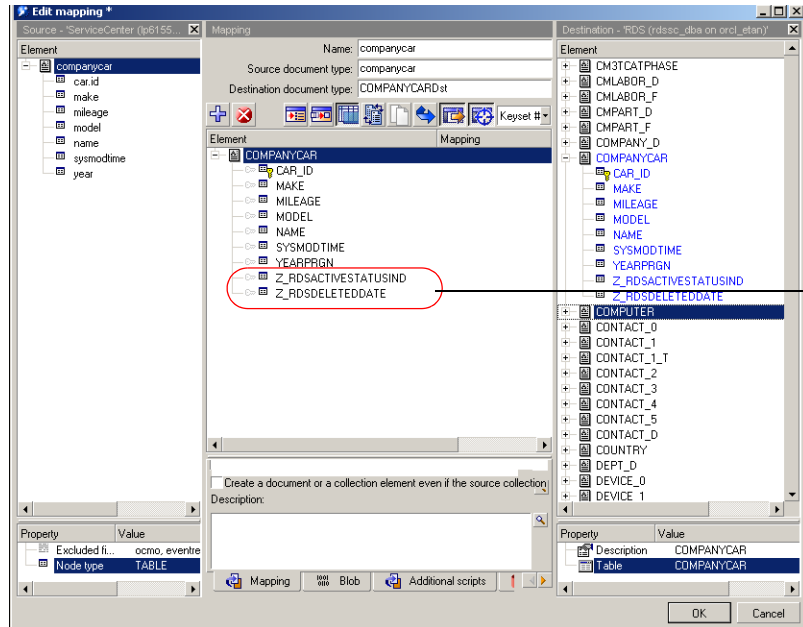 Edit mapping *
Source - 'ServiceCenter (lp6155...
Element
companycar
car.id
make
mileage
model
name
sysmodtime
year
Property Value
Excluded fi... ocmo, eventre
Node type TABLE
Mapping
Name: companycar
Source document type: companycar
Destination document type: COMPANYCARDst
Keyset #
Element Mapping
COMPANYCAR
CAR_ID
MAKE
MILEAGE
MODEL
NAME
SYSMODTIME
YEARPRGN
Z_RDSACTIVESTATUSIND
Z_RDSDELETEDDATE
Create a document or a collection element even if the source collection
Description:
Mapping Blob Additional scripts
Destination - 'RDS (rdssc_dba on orcl_etan)'
Element
CM3TCATPHASE
CMLABOR_D
CMLABOR_F
CMPART_D
CMPART_F
COMPANY_D
COMPANYCAR
CAR_ID
MAKE
MILEAGE
MODEL
NAME
SYSMODTIME
YEARPRGN
Z_RDSACTIVESTATUSIND
Z_RDSDELETEDDATE
COMPUTER
CONTACT_0
CONTACT_1
CONTACT_1_T
CONTACT_2
CONTACT_3
CONTACT_4
CONTACT_5
CONTACT_D
COUNTRY
DEPT_D
DEVICE_0
DEVICE_1
Property Value
Description COMPANYCAR
Table COMPANYCAR
OK Cancel